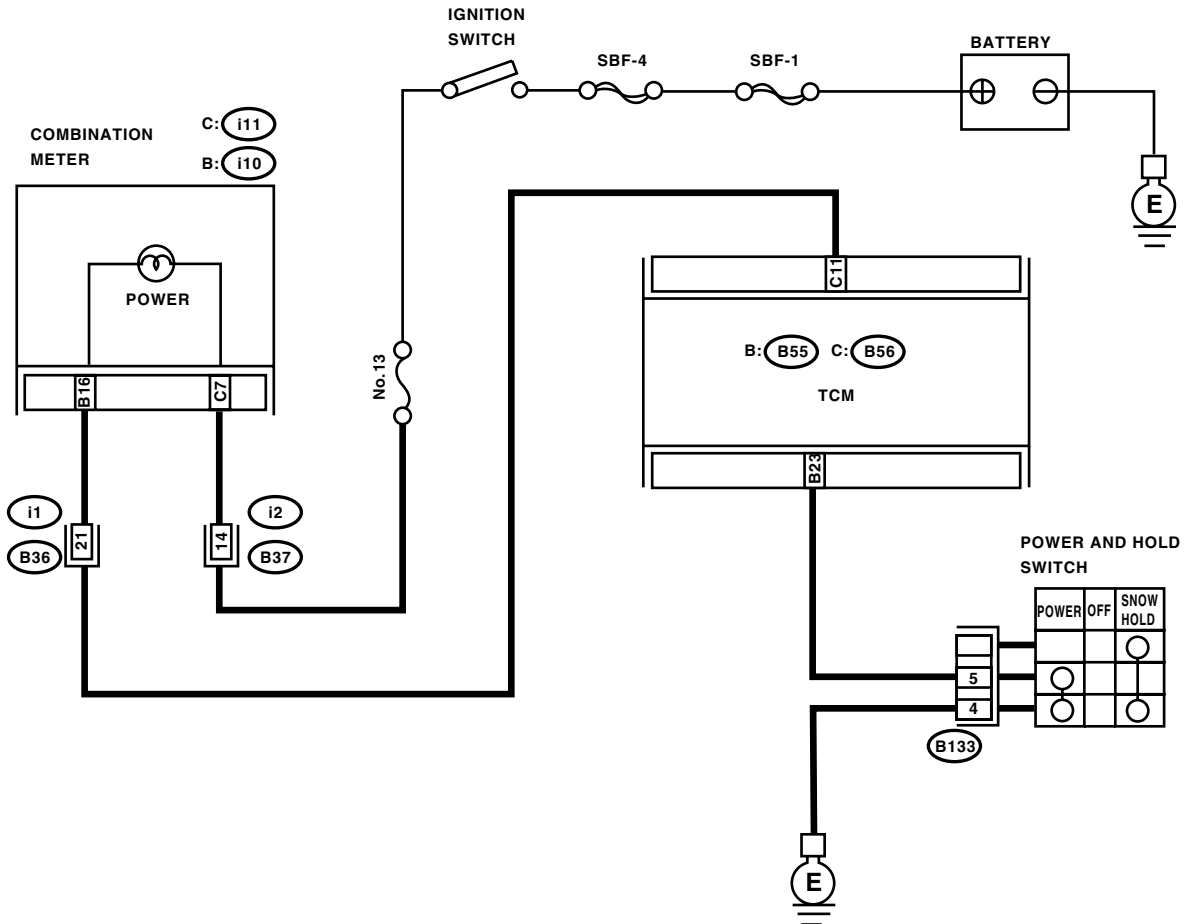 IGNITION
SWITCH
SBF-4
SBF-1
BATTERY
E
COMBINATION
METER
C: i11
B: i10
POWER
B16
C7
No.13
C11
B: B55 C: B56
TCM
B23
i1
21
B36
i2
14
B37
POWER AND HOLD
SWITCH
POWER OFF SNOW
HOLD
5
4
B133
E